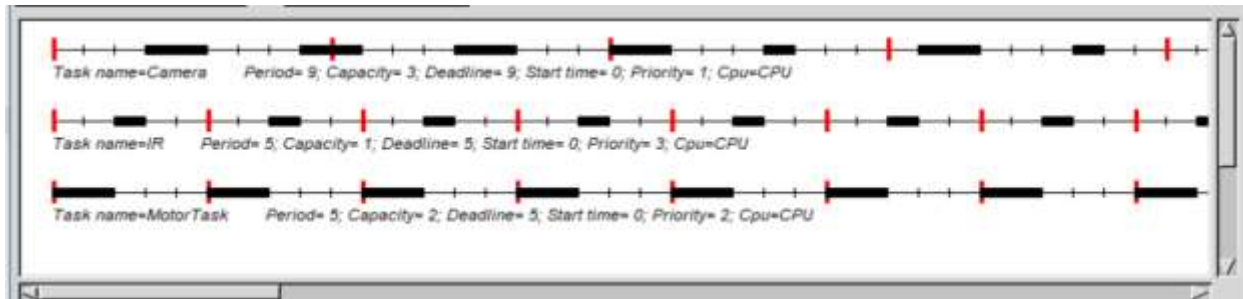 Task name=Camera Period= 9; Capacity= 3; Deadline= 9; Start time= 0; Priority= 1; Cpu=CPU
Task name=IR Period= 5; Capacity= 1; Deadline= 5; Start time= 0; Priority= 3; Cpu=CPU
Task name=MotorTask Period= 5; Capacity= 2; Deadline= 5; Start time= 0; Priority= 2; Cpu=CPU